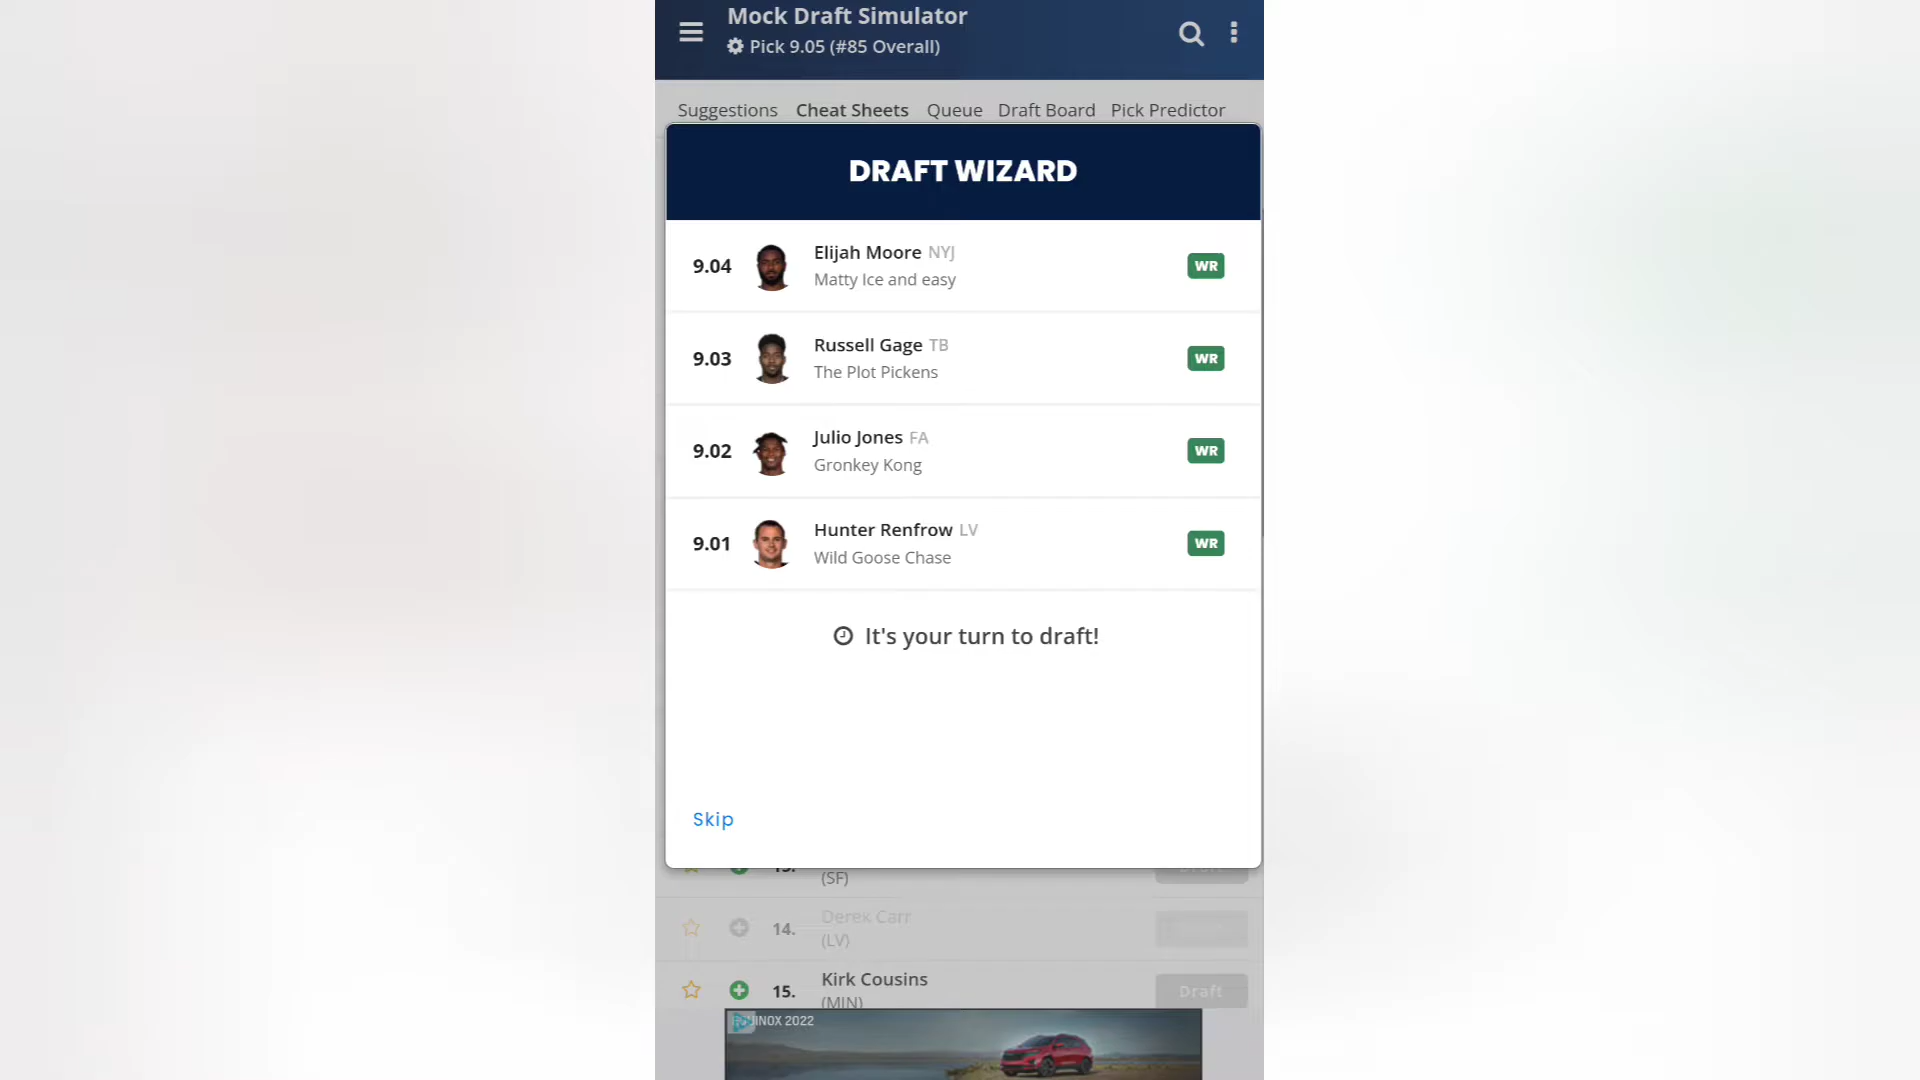 Mock Draft Simulator
Pick 9.05 (#85 Overall)
Suggestions Cheat Sheets Queue Draft Board Pick Predictor
DRAFT WIZARD
9.04 Elijah Moore NYJ WR
Matty Ice and easy
9.03 Russell Gage TB WR
The Plot Pickens
9.02 Julio Jones FA WR
Gronkey Kong
9.01 Hunter Renfrow LV WR
Wild Goose Chase
It's your turn to draft!
Skip
(SF)
14. Derek Carr
(LV)
15. Kirk Cousins Draft
(MIN)
EQUINOX 2022